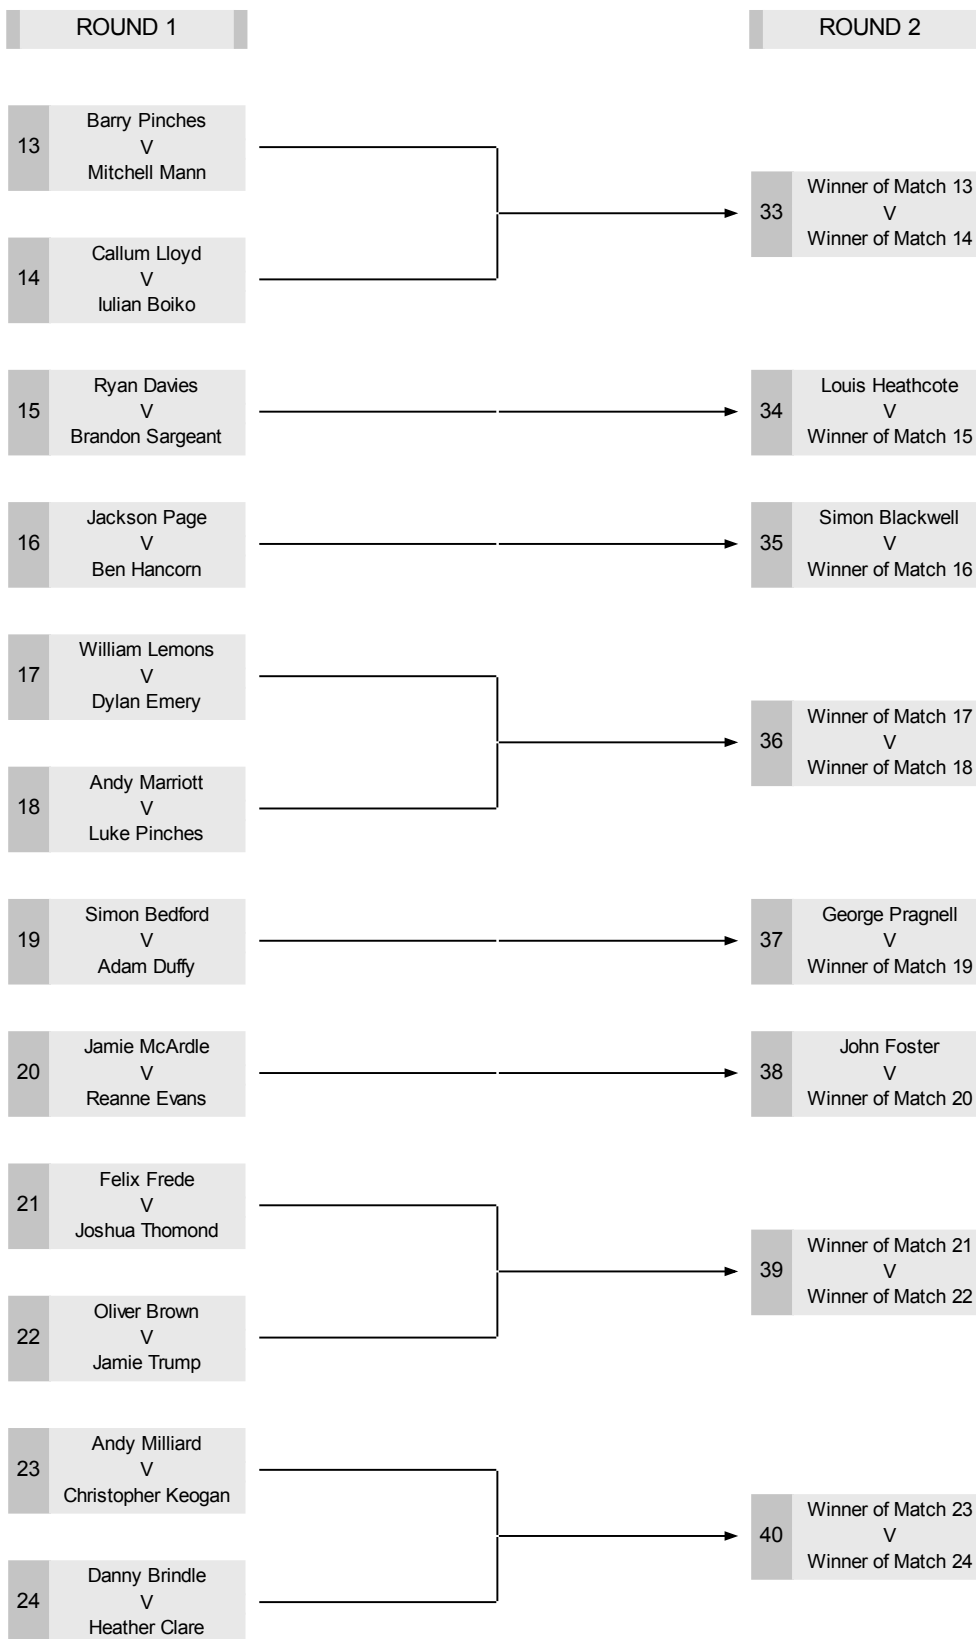 ROUND 1
ROUND 2
13
Barry Pinches
V
Mitchell Mann
14
Callum Lloyd
V
Iulian Boiko
33
Winner of Match 13
V
Winner of Match 14
15
Ryan Davies
V
Brandon Sargeant
34
Louis Heathcote
V
Winner of Match 15
16
Jackson Page
V
Ben Hancorn
35
Simon Blackwell
V
Winner of Match 16
17
William Lemons
V
Dylan Emery
18
Andy Marriott
V
Luke Pinches
36
Winner of Match 17
V
Winner of Match 18
19
Simon Bedford
V
Adam Duffy
37
George Pragnell
V
Winner of Match 19
20
Jamie McArdle
V
Reanne Evans
38
John Foster
V
Winner of Match 20
21
Felix Frede
V
Joshua Thomond
22
Oliver Brown
V
Jamie Trump
39
Winner of Match 21
V
Winner of Match 22
23
Andy Milliard
V
Christopher Keogan
24
Danny Brindle
V
Heather Clare
40
Winner of Match 23
V
Winner of Match 24